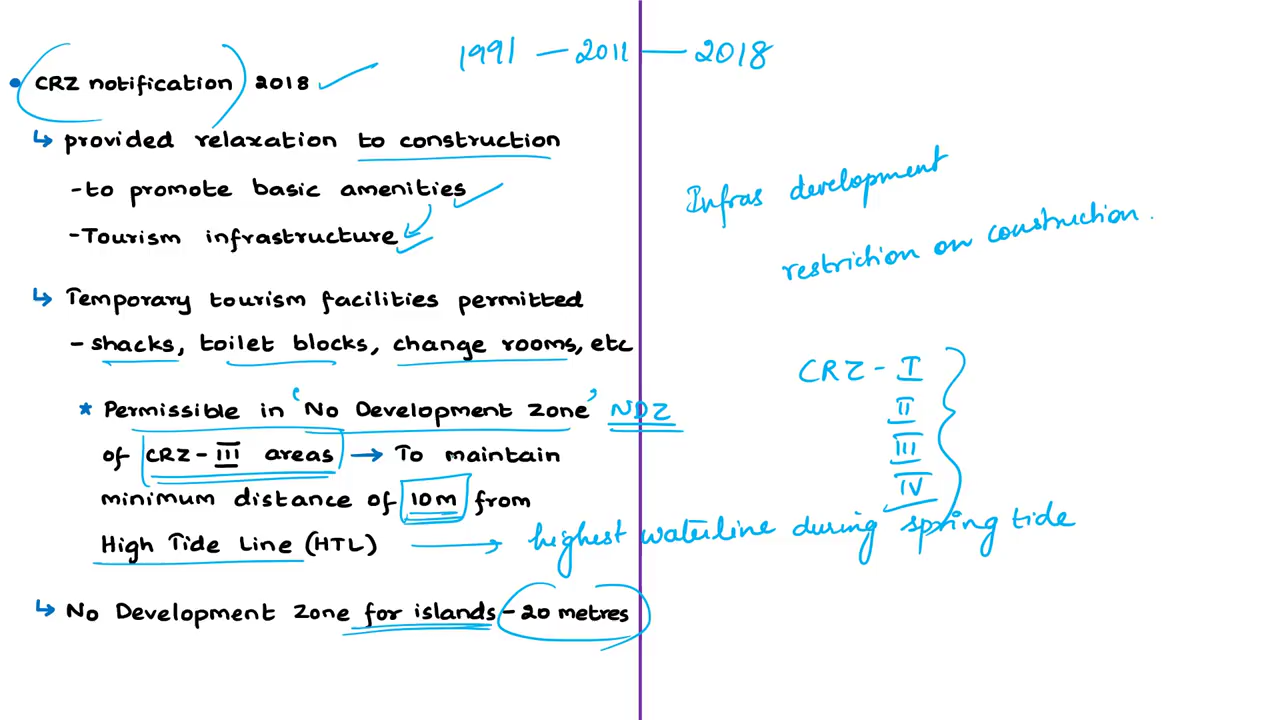 1991 — 2011 — 2018
• CRZ notification 2018
↳ provided relaxation to construction
-to promote basic amenities
-Tourism infrastructure
Infras development
restriction on construction.
↳ Temporary tourism facilities permitted
- shacks, toilet blocks, change rooms, etc
* Permissible in 'No Development Zone' NDZ
of CRZ-III areas → To maintain
minimum distance of 10m from
High Tide Line (HTL) → highest waterline during spring tide
CRZ - I
II
III
IV
↳ No Development Zone for islands - 20 metres